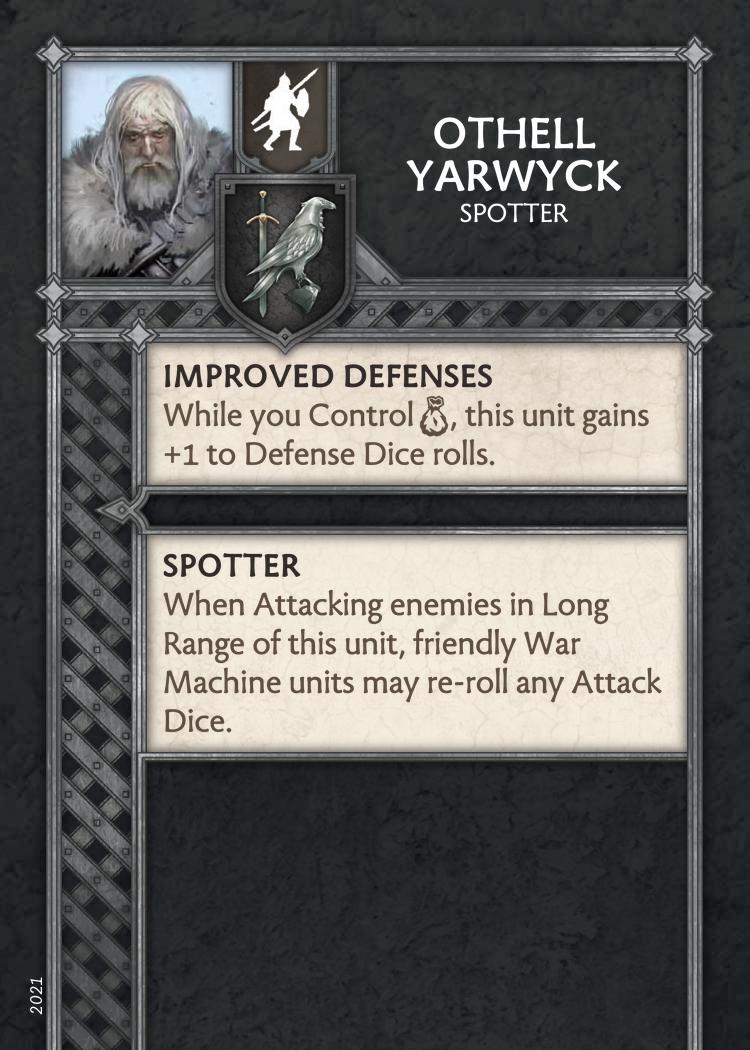 OTHELL
YARWYCK
SPOTTER
IMPROVED DEFENSES
While you Control , this unit gains
+1 to Defense Dice rolls.
SPOTTER
When Attacking enemies in Long
Range of this unit, friendly War
Machine units may re-roll any Attack
Dice.
2021